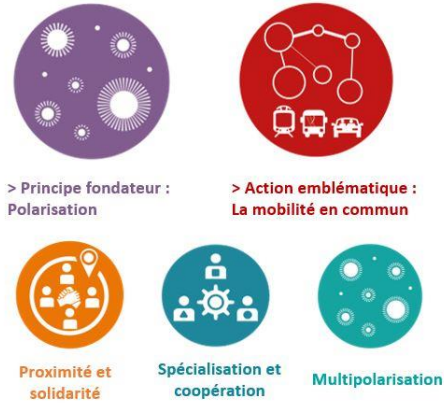 > Principe fondateur :
Polarisation
> Action emblématique :
La mobilité en commun
Proximité et
solidarité
Spécialisation et
coopération
Multipolarisation